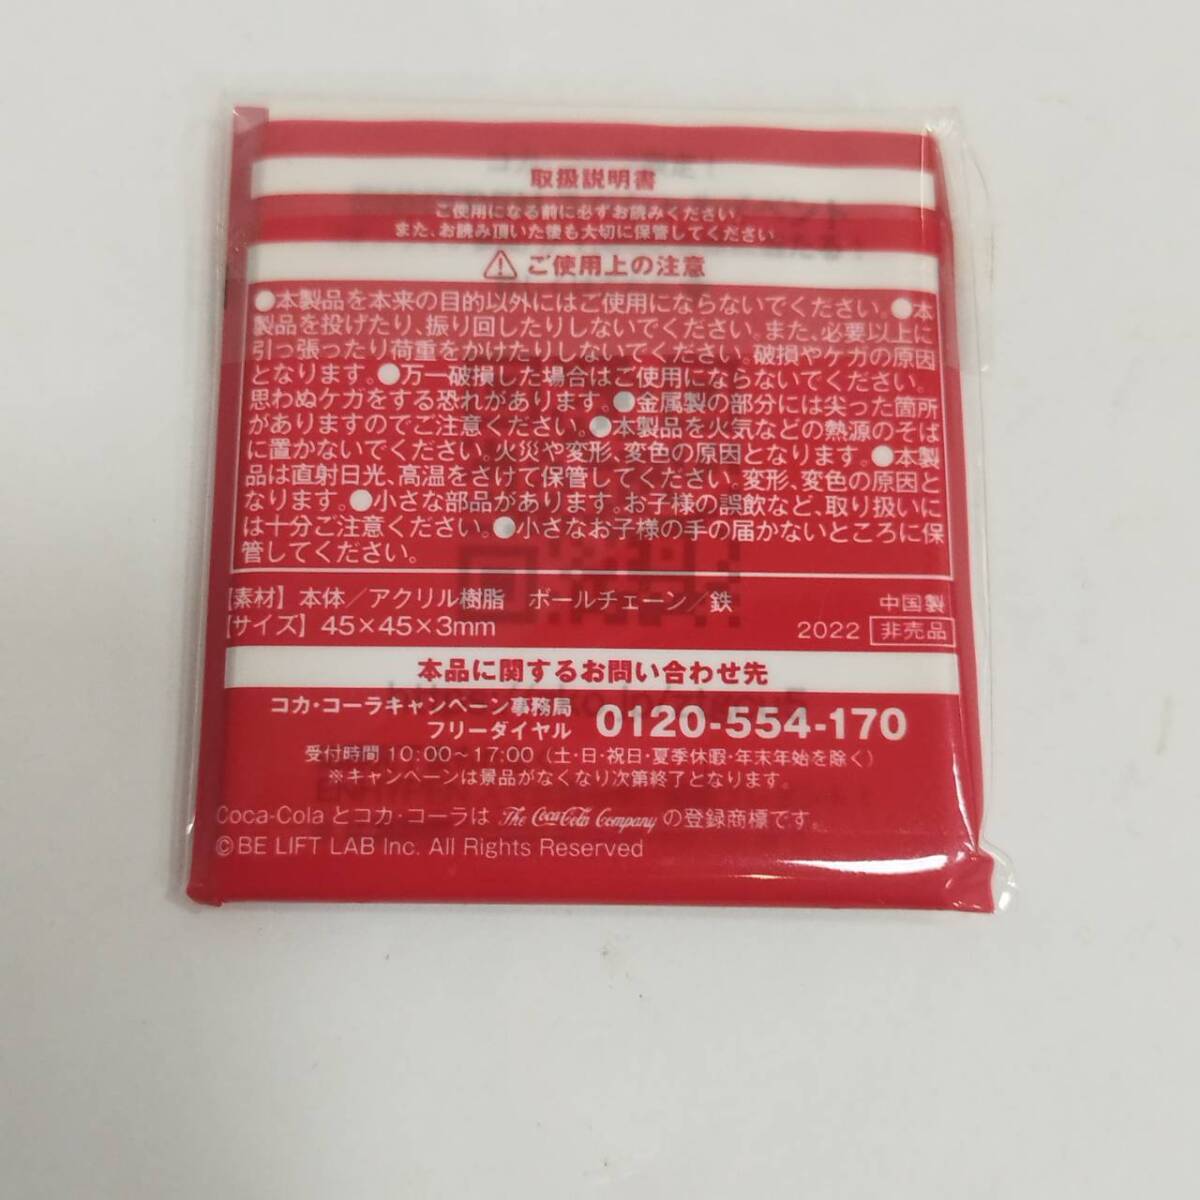 取扱説明書
ご使用になる前に必ずお読みください。
また、お読み頂いた後も大切に保管してください。
ご使用上の注意
●本製品を本来の目的以外にはご使用にならないでください。●本
製品を投げたり、振り回したりしないでください。また、必要以上に
引っ張ったり荷重をかけたりしないでください。破損やケガの原因
となります。●万一破損した場合はご使用にならないでください。
思わぬケガをする恐れがあります。●金属製の部分には尖った箇所
がありますのでご注意ください。●本製品を火気などの熱源のそば
に置かないでください。火災や変形、変色の原因となります。●本製
品は直射日光、高温をさけて保管してください。変形、変色の原因と
なります。●小さな部品があります。お子様の誤飲など、取り扱いに
は十分ご注意ください。●小さなお子様の手の届かないところに保
管してください。
【素材】本体／アクリル樹脂 ボールチェーン／鉄 中国製
【サイズ】45×45×3mm 2022 非売品
本品に関するお問い合わせ先
コカ・コーラキャンペーン事務局
フリーダイヤル 0120-554-170
受付時間 10:00～17:00（土・日・祝日・夏季休暇・年末年始を除く）
※キャンペーンは景品がなくなり次第終了となります。
Coca-Cola とコカ・コーラは The Coca-Cola Company の登録商標です。
©BE LIFT LAB Inc. All Rights Reserved